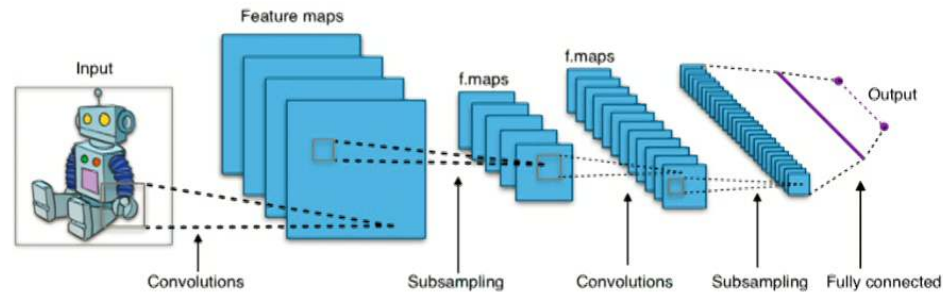 Feature maps
Input
f.maps
f.maps
Output
Convolutions
Subsampling
Convolutions
Subsampling
Fully connected